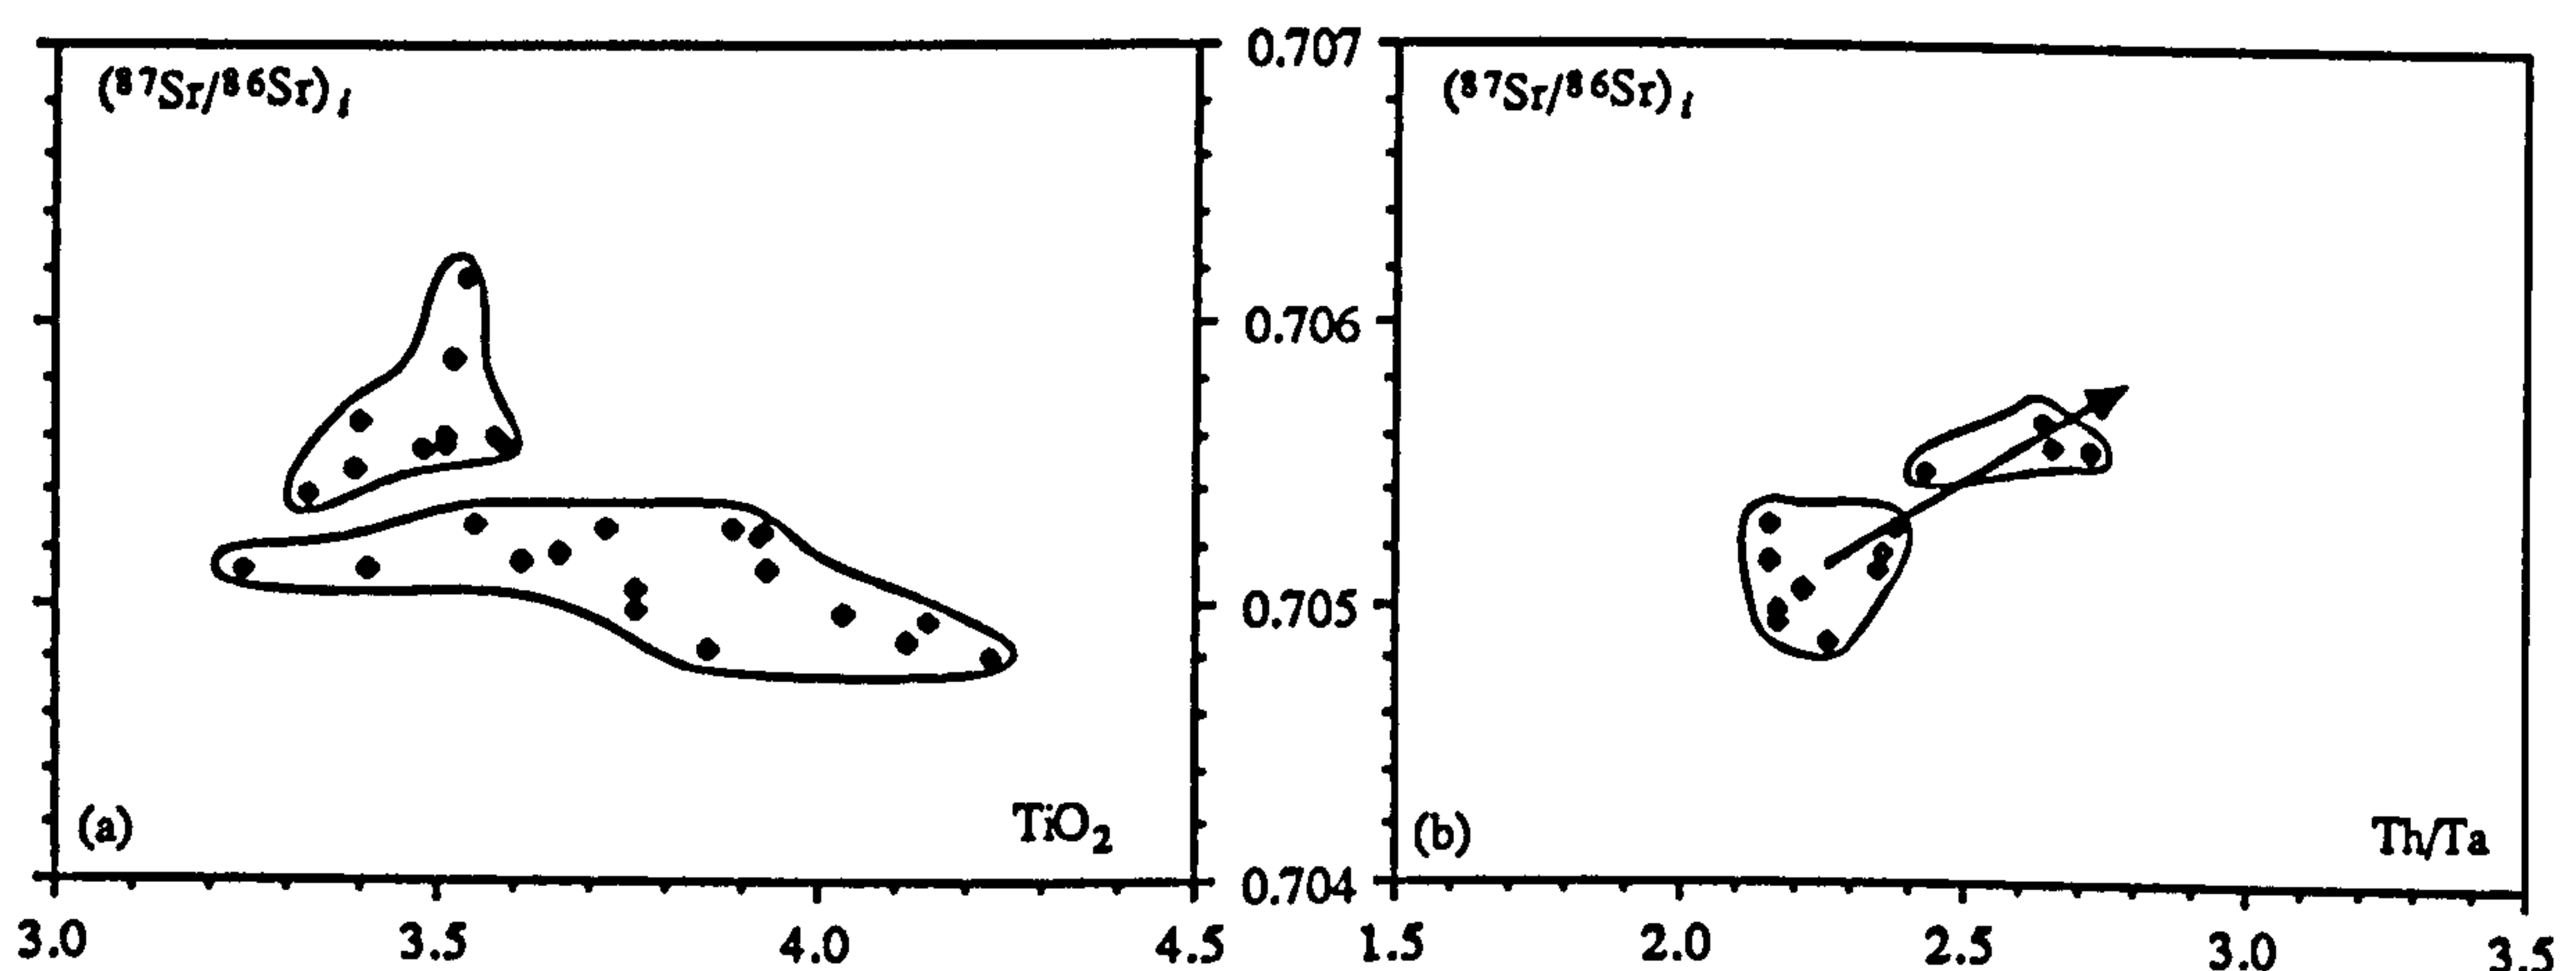 (⁸⁷Sr/⁸⁶Sr)ᵢ
0.707
(⁸⁷Sr/⁸⁶Sr)ᵢ
0.706
0.705
(a)
TiO₂
(b)
Th/Ta
0.704
3.0 3.5 4.0 4.5 1.5 2.0 2.5 3.0 3.5